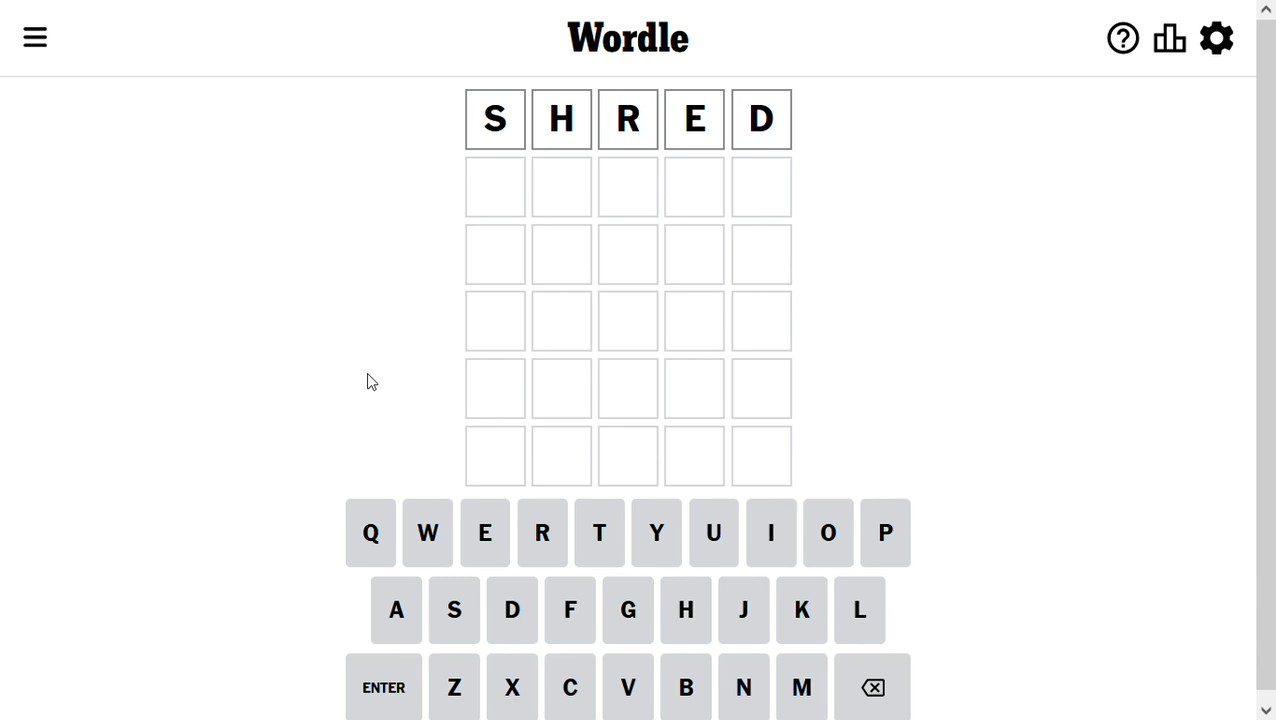 Wordle
S H R E D
Q W E R T Y U I O P
A S D F G H J K L
ENTER Z X C V B N M